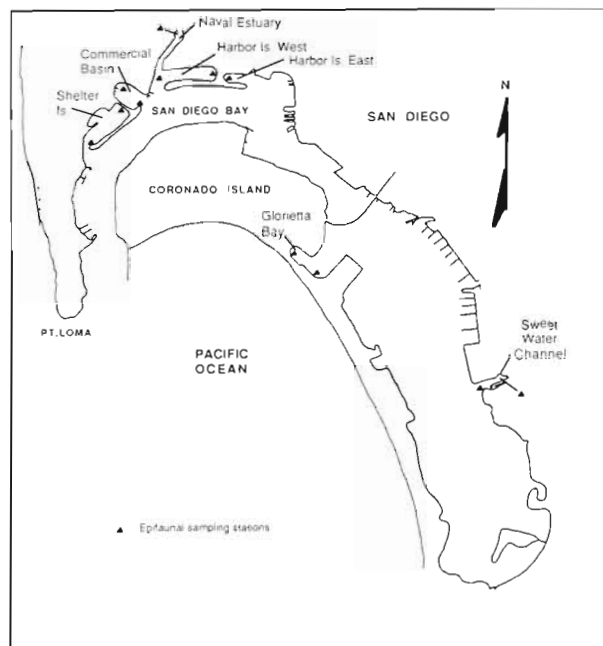 Naval Estuary
Harbor Is. West
Commercial
Basin
Harbor Is. East
Shelter
Is.
SAN DIEGO BAY
SAN DIEGO
N
CORONADO ISLAND
Glorietta
Bay
PT. LOMA
PACIFIC
OCEAN
Sweet
Water
Channel
Epifaunal sampling stations